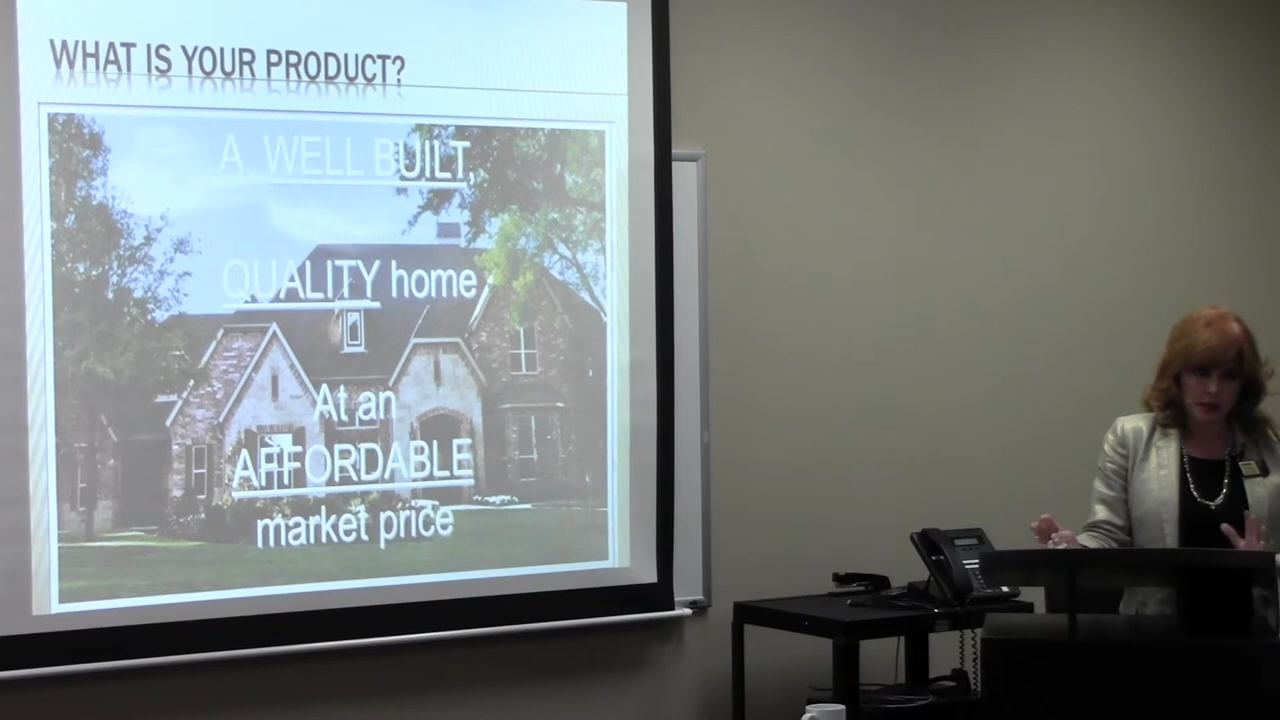 WHAT IS YOUR PRODUCT?
A WELL BUILT,
QUALITY home
At an
AFFORDABLE
market price